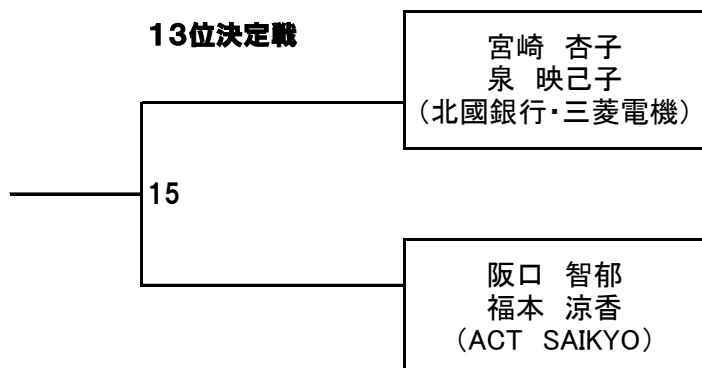 13位決定戦
宮崎　杏子
泉　映己子
（北國銀行・三菱電機）
15
阪口　智郁
福本　涼香
（ACT　SAIKYO）